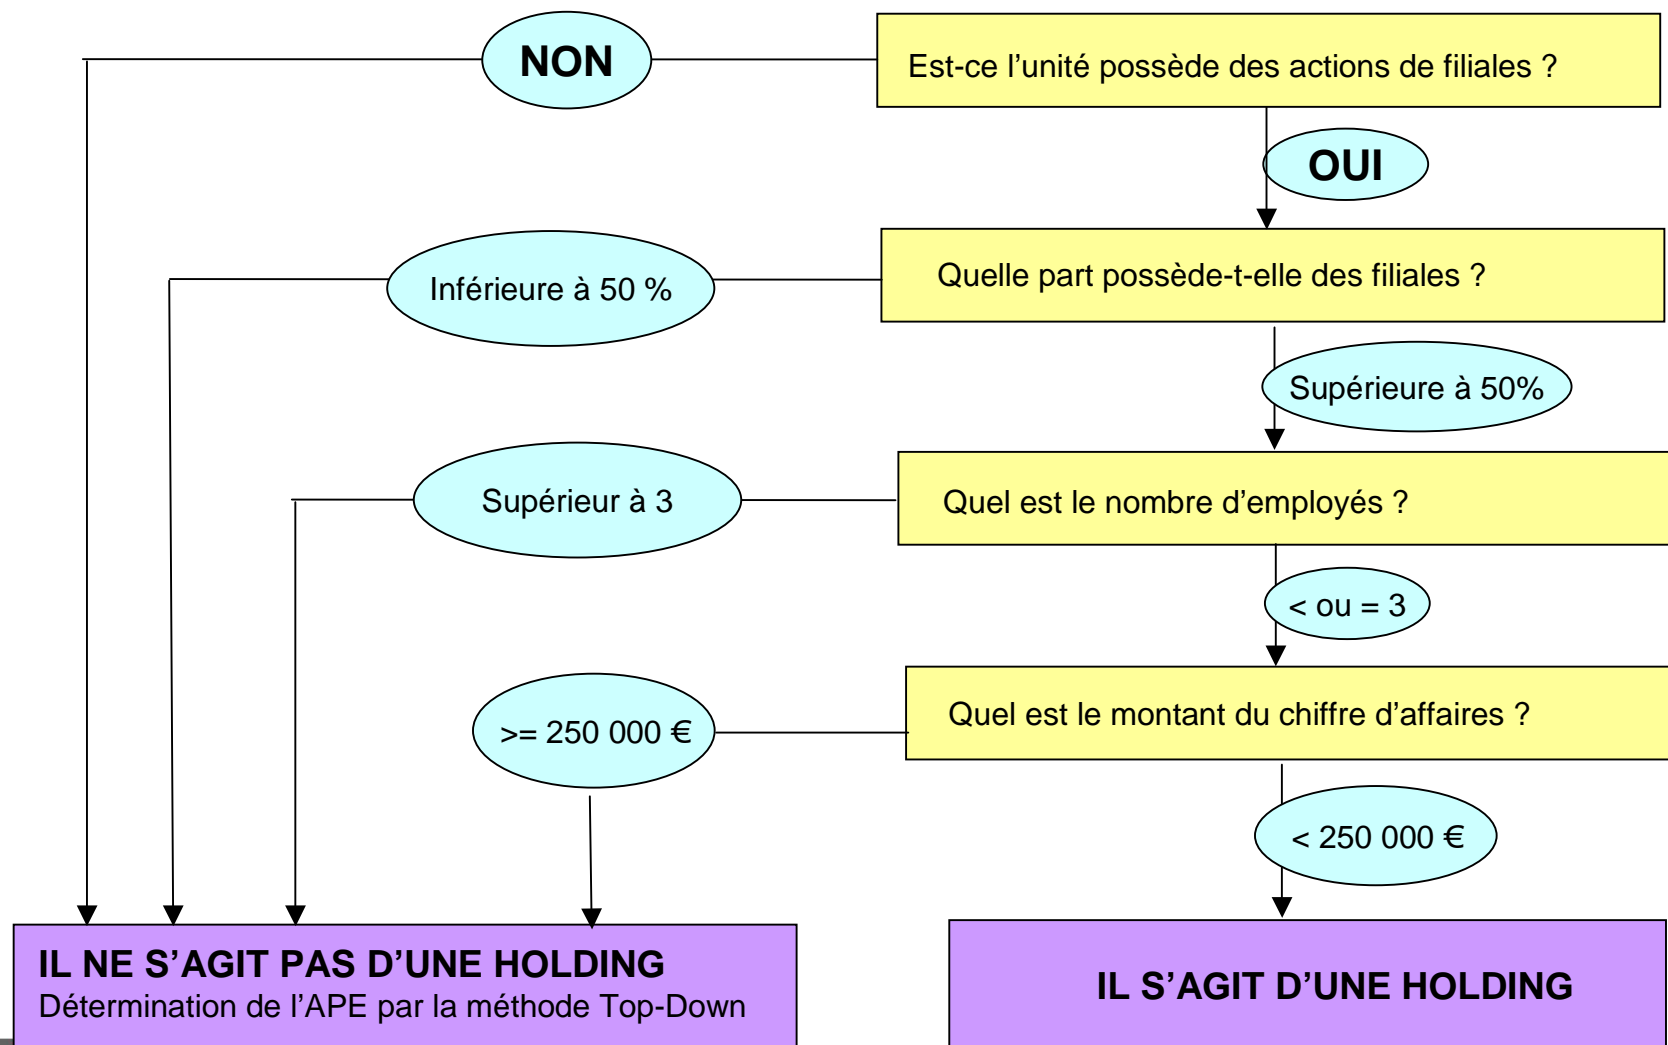 NON
Est-ce l’unité possède des actions de filiales ?
OUI
Inférieure à 50 %
Quelle part possède-t-elle des filiales ?
Supérieure à 50%
Supérieur à 3
Quel est le nombre d’employés ?
< ou = 3
>= 250 000 €
Quel est le montant du chiffre d’affaires ?
< 250 000 €
IL NE S’AGIT PAS D’UNE HOLDING
Détermination de l’APE par la méthode Top-Down
IL S’AGIT D’UNE HOLDING